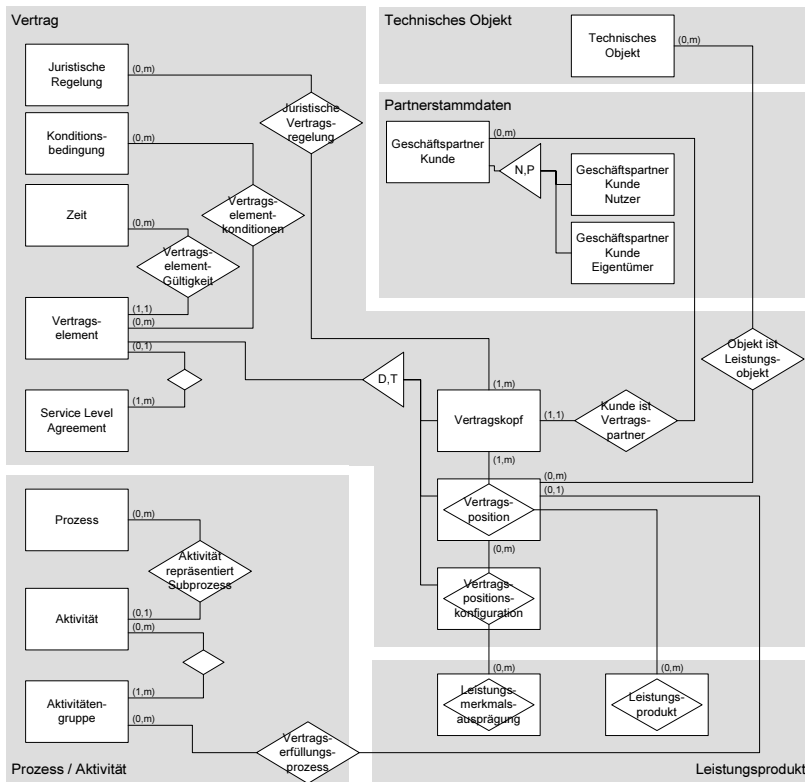 Vertrag
Juristische
Regelung
(0,m)
Juristische
Vertrags-
regelung
Konditions-
bedingung
(0,m)
Vertrags-
element-
konditionen
Zeit
(0,m)
Vertrags-
element-
Gültigkeit
Vertrags-
element
(1,1)
(0,m)
(0,1)
Service Level
Agreement
(1,m)
D,T
Technisches Objekt
Technisches
Objekt
(0,m)
Partnerstammdaten
Geschäftspartner
Kunde
(0,m)
N,P
Geschäftspartner
Kunde
Nutzer
Geschäftspartner
Kunde
Eigentümer
Objekt ist
Leistungs-
objekt
(1,m)
Vertragskopf
(1,1)
Kunde ist
Vertrags-
partner
(1,m)
Vertrags-
position
(0,m)
(0,1)
(0,m)
Vertrags-
positions-
konfiguration
Prozess
(0,m)
Aktivität
repräsentiert
Subprozess
Aktivität
(0,1)
(0,m)
Aktivitäten-
gruppe
(1,m)
(0,m)
Vertrags-
erfüllungs-
prozess
Prozess / Aktivität
(0,m)
Leistungs-
merkmals-
ausprägung
(0,m)
Leistungs-
produkt
Leistungsprodukt